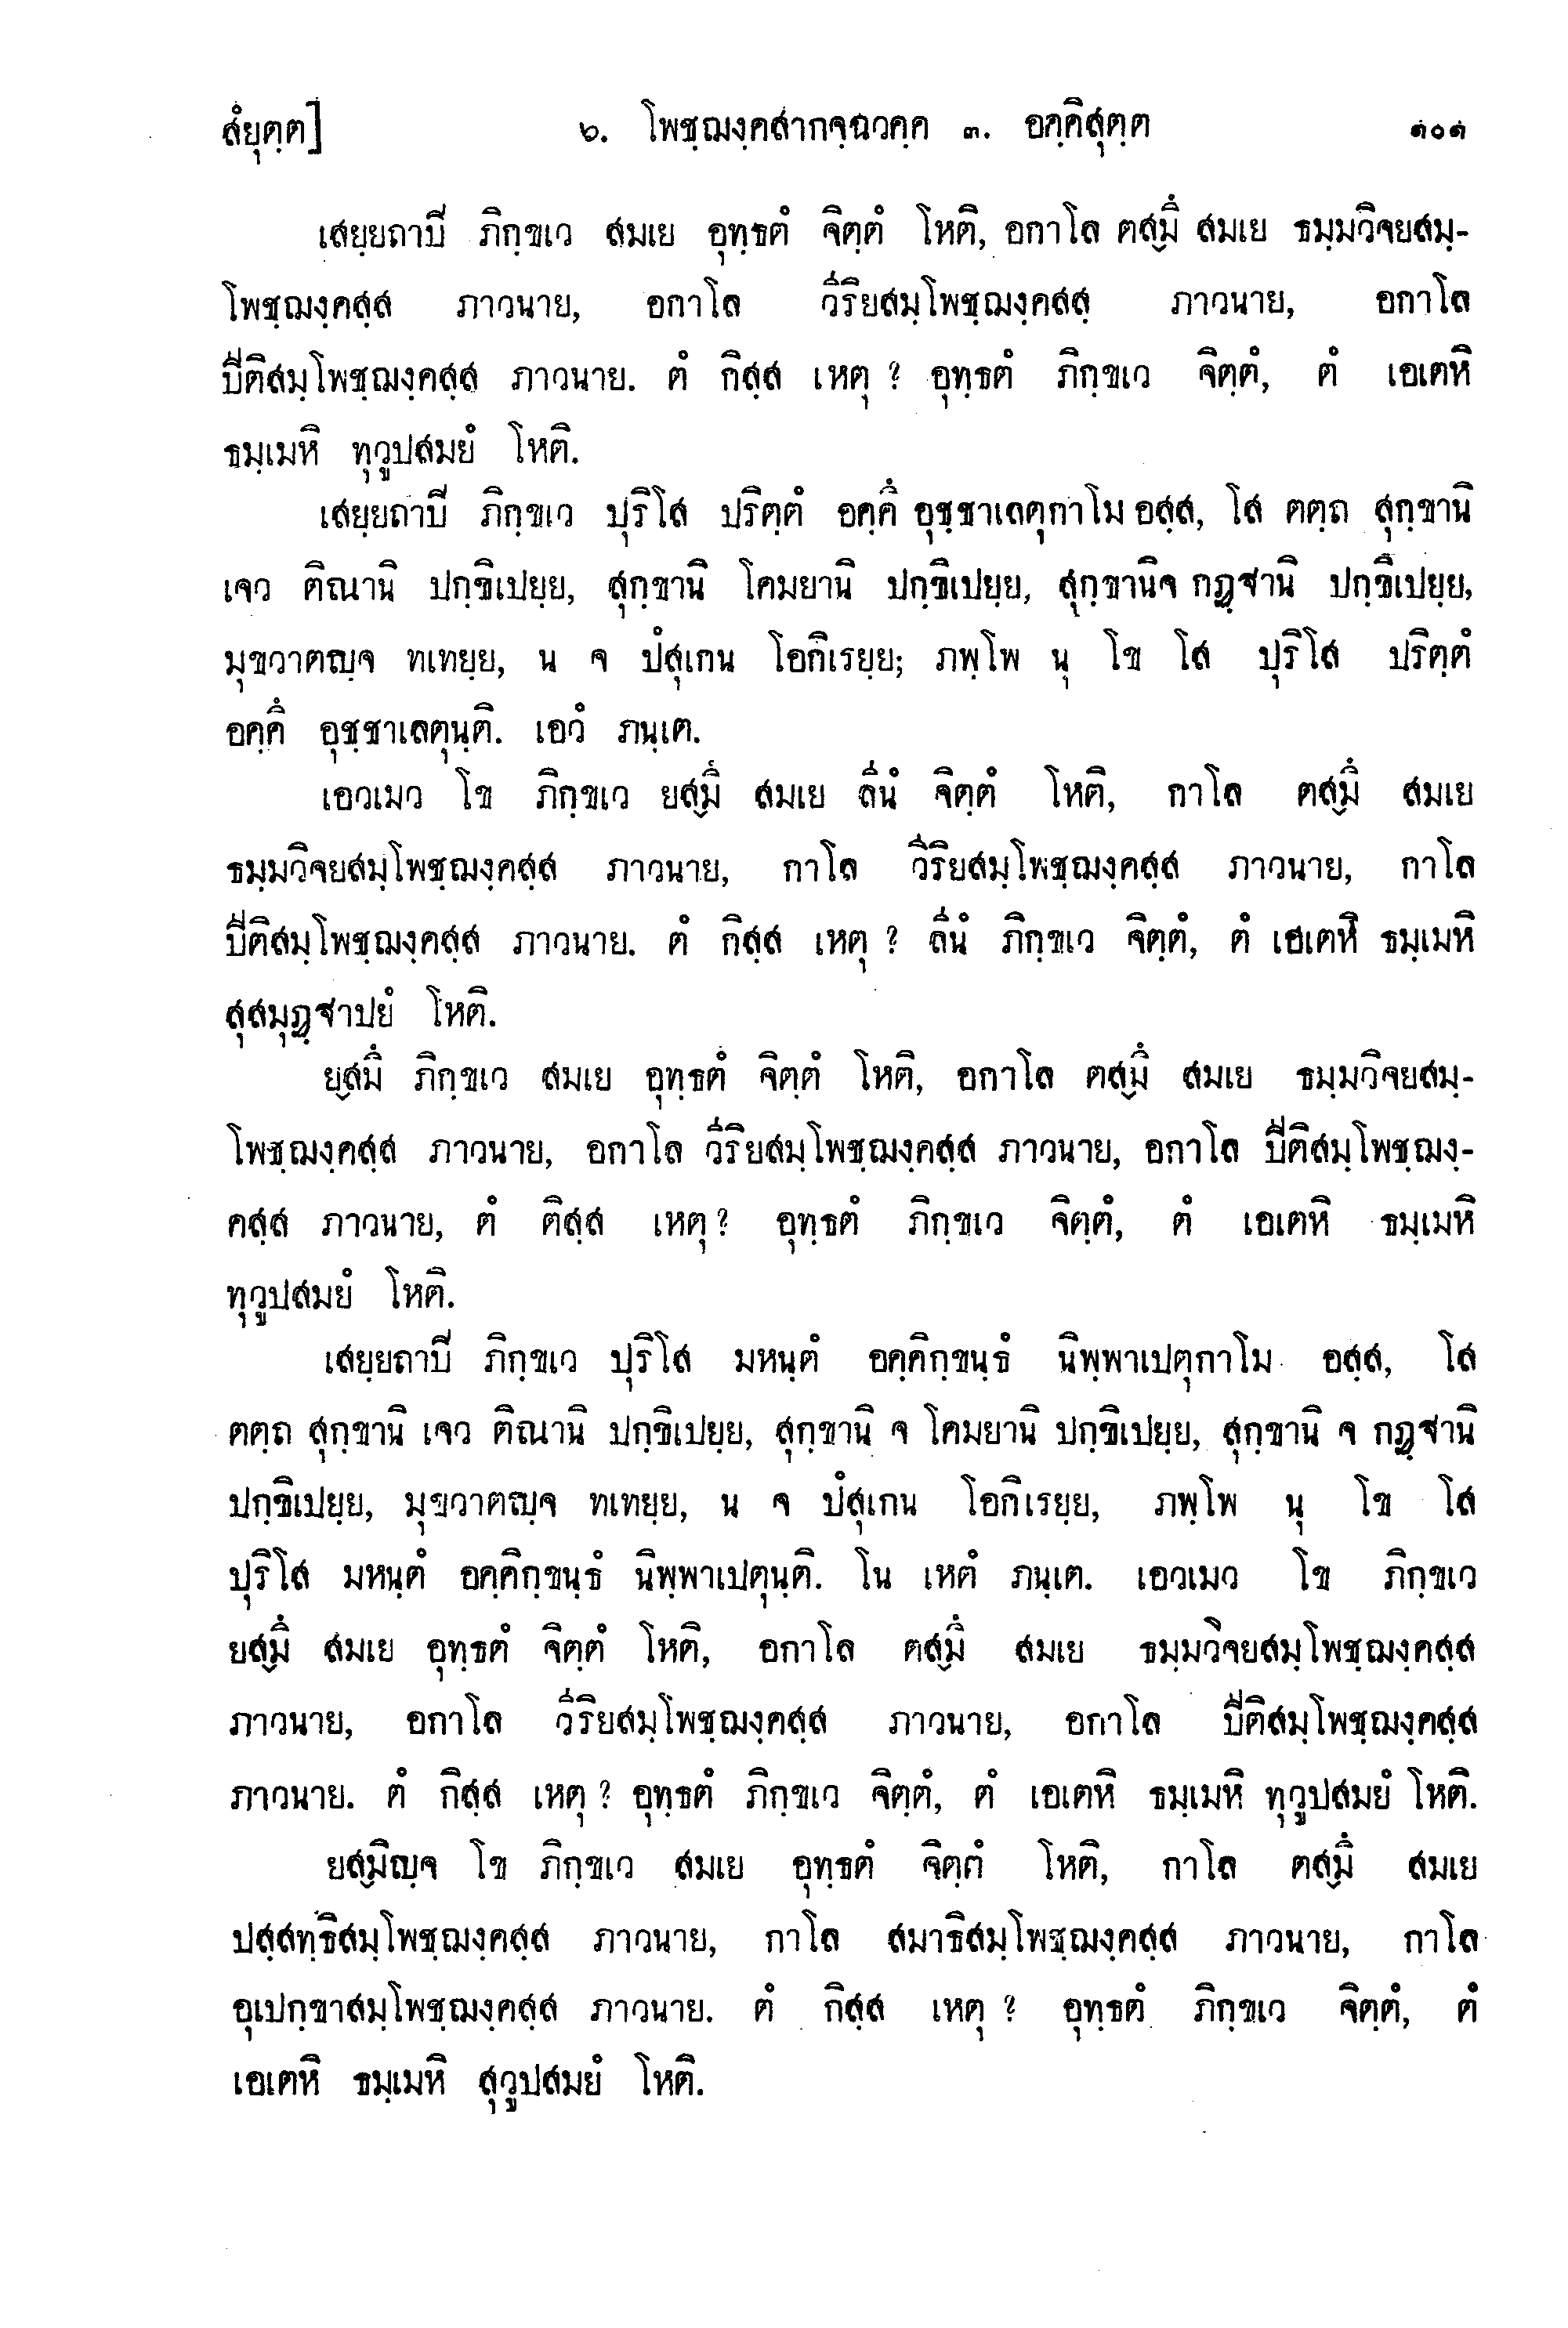 สํยุตฺต]	๖. โพชฺฌงฺคสากจฺฉวคฺค ๓. อคฺคิสุตฺต	๑๐๑
เสยฺยถาปี ภิกฺขเว สมเย อุทฺธตํ จิตฺตํ โหติ, อกาโล ตสฺมึ สมเย ธมฺมวิจยสมฺ-
โพชฺฌงฺคสฺส ภาวนาย, อกาโล วีริยสมฺโพชฺฌงฺคสฺส ภาวนาย, อกาโล
ปีติสมฺโพชฺฌงฺคสฺส ภาวนาย. ตํ กิสฺส เหตุ ? อุทฺธตํ ภิกฺขเว จิตฺตํ, ตํ เอเตหิ
ธมฺเมหิ ทุวูปสมยํ โหติ.
เสยฺยถาปี ภิกฺขเว ปุริโส ปริตฺตํ อคฺคึ อุชฺชาเลตุกาโม อสฺส, โส ตตฺถ สุกฺขานิ
เจว ติณานิ ปกฺขิเปยฺย, สุกฺขานิ โคมยานิ ปกฺขิเปยฺย, สุกฺขานิจ กฏฺฐานิ ปกฺขิเปยฺย,
มุขวาตญฺจ ทเทยฺย, น จ ปํสุเกน โอกิเรยฺย; ภพฺโพ นุ โข โส ปุริโส ปริตฺตํ
อคฺคึ อุชฺชาเลตุนฺติ. เอวํ ภนฺเต.
เอวเมว โข ภิกฺขเว ยสฺมึ สมเย ลีนํ จิตฺตํ โหติ, กาโล ตสฺมึ สมเย
ธมฺมวิจยสมฺโพชฺฌงฺคสฺส ภาวนาย, กาโล วีริยสมฺโพชฺฌงฺคสฺส ภาวนาย, กาโล
ปีติสมฺโพชฺฌงฺคสฺส ภาวนาย. ตํ กิสฺส เหตุ ? ลีนํ ภิกฺขเว จิตฺตํ, ตํ เอเตหิ ธมฺเมหิ
สุสมุฏฺฐาปยํ โหติ.
ยฺสมึ ภิกฺขเว สมเย อุทฺธตํ จิตฺตํ โหติ, อกาโล ตสฺมึ สมเย ธมฺมวิจยสมฺ-
โพชฺฌงฺคสฺส ภาวนาย, อกาโล วีริยสมฺโพชฺฌงฺคสฺส ภาวนาย, อกาโล ปีติสมฺโพชฺฌงฺ-
คสฺส ภาวนาย, ตํ ติสฺส เหตุ? อุทฺธตํ ภิกฺขเว จิตฺตํ, ตํ เอเตหิ ธมฺเมหิ
ทุวูปสมยํ โหติ.
เสยฺยถาปี ภิกฺขเว ปุริโส มหนฺตํ อคฺคิกฺขนฺธํ นิพฺพาเปตุกาโม อสฺส, โส
ตตฺถ สุกฺขานิ เจว ติณานิ ปกฺขิเปยฺย, สุกฺขานิ จ โคมยานิ ปกฺขิเปยฺย, สุกฺขานิ จ กฏฺฐานิ
ปกฺขิเปยฺย, มุขวาตญฺจ ทเทยฺย, น จ ปํสุเกน โอกิเรยฺย, ภพฺโพ นุ โข โส
ปุริโส มหนฺตํ อคฺคิกฺขนฺธํ นิพฺพาเปตุนฺติ. โน เหตํ ภนฺเต. เอวเมว โข ภิกฺขเว
ยสฺมึ สมเย อุทฺธตํ จิตฺตํ โหติ, อกาโล ตสฺมึ สมเย ธมฺมวิจยสมฺโพชฺฌงฺคสฺส
ภาวนาย, อกาโล วีริยสมฺโพชฺฌงฺคสฺส ภาวนาย, อกาโล ปีติสมฺโพชฺฌงฺคสฺส
ภาวนาย. ตํ กิสฺส เหตุ ? อุทฺธตํ ภิกฺขเว จิตฺตํ, ตํ เอเตหิ ธมฺเมหิ ทุวูปสมยํ โหติ.
ยสฺมิญฺจ โข ภิกฺขเว สมเย อุทฺธตํ จิตฺตํ โหติ, กาโล ตสฺมึ สมเย
ปสฺสทฺธิสมฺโพชฺฌงฺคสฺส ภาวนาย, กาโล สมาธิสมฺโพชฺฌงฺคสฺส ภาวนาย, กาโล
อุเปกฺขาสมฺโพชฺฌงฺคสฺส ภาวนาย. ตํ กิสฺส เหตุ ? อุทฺธตํ ภิกฺขเว จิตฺตํ, ตํ
เอเตหิ ธมฺเมหิ สุวูปสมยํ โหติ.